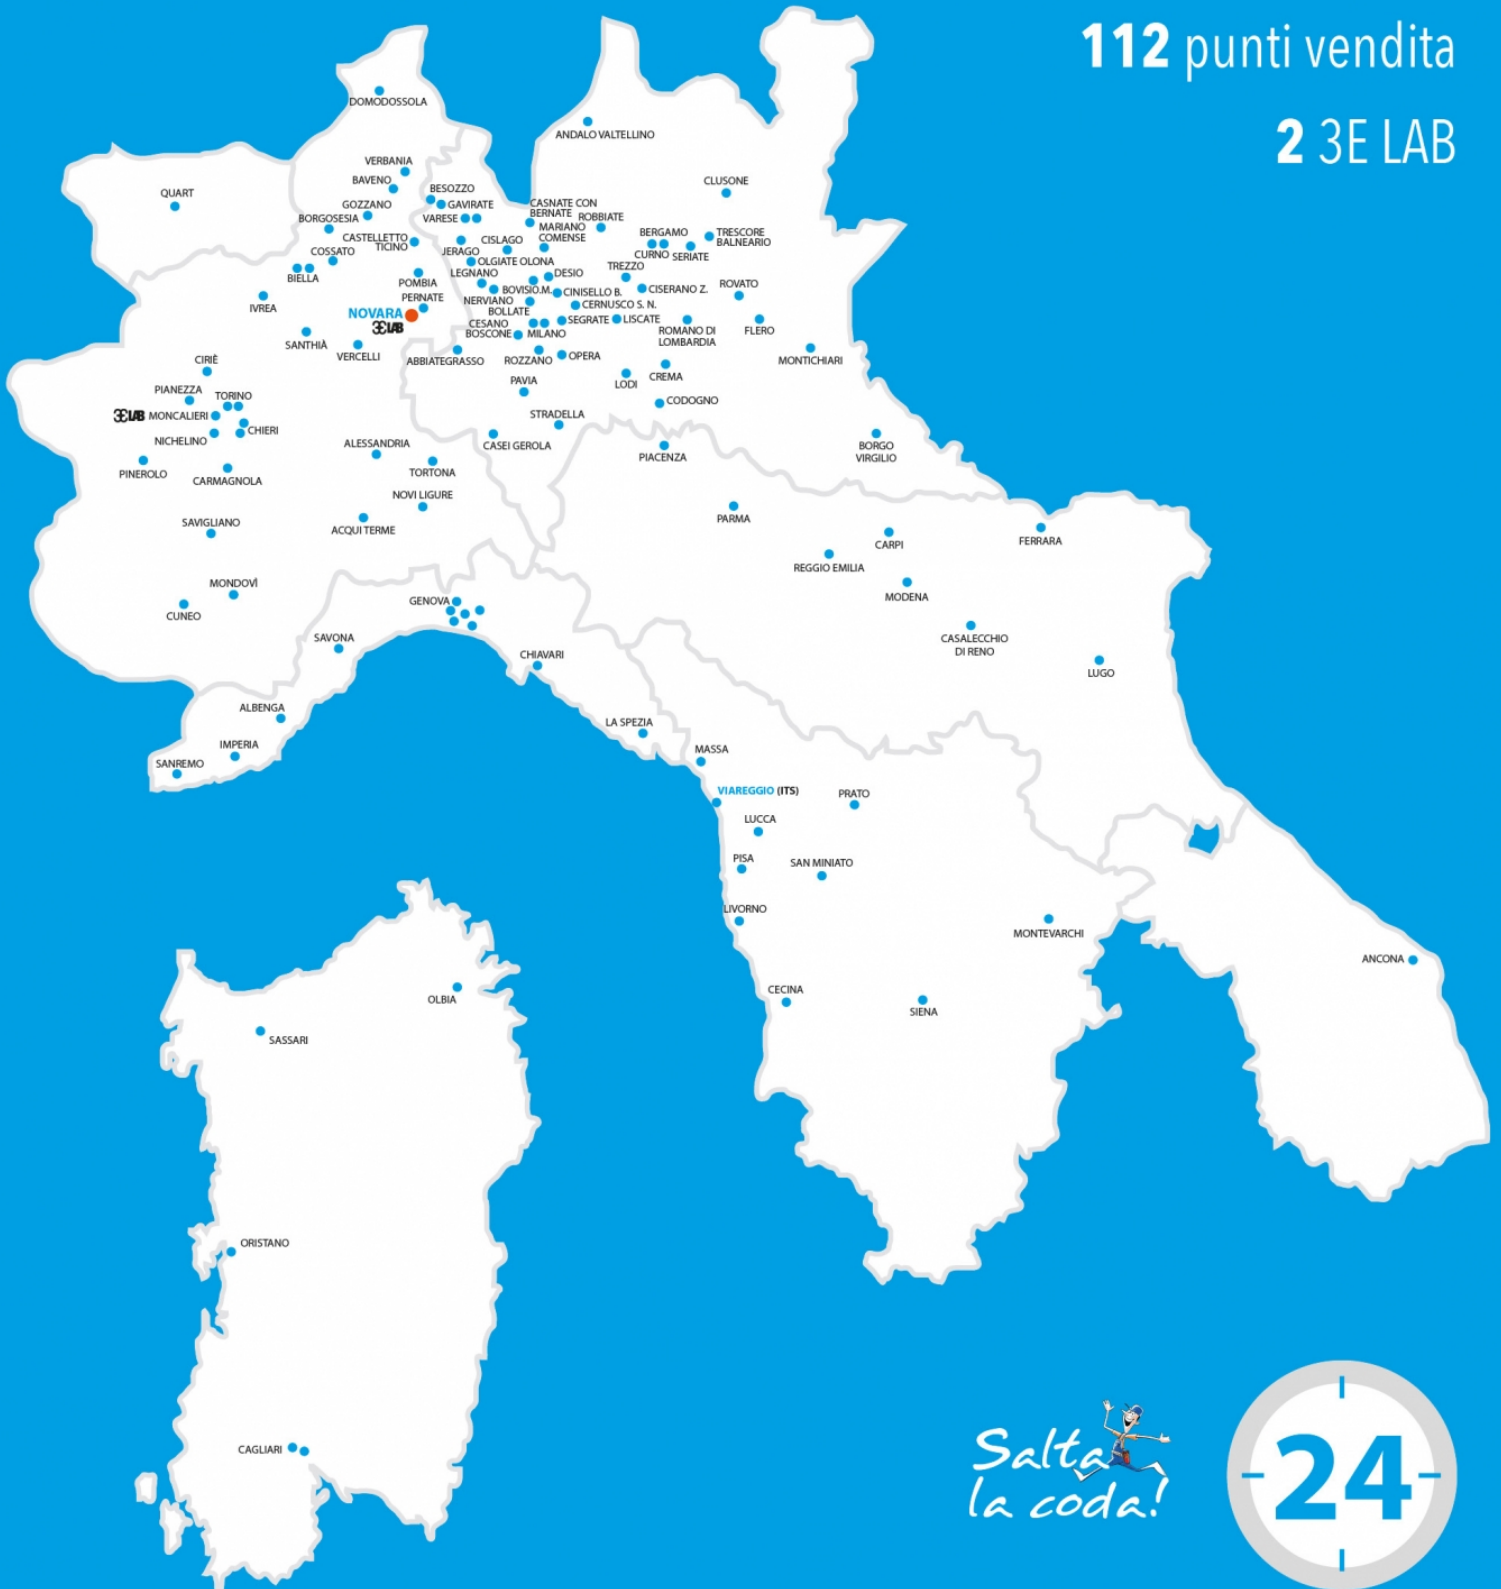 112 punti vendita
2 3E LAB
DOMODOSSOLA
ANDALO VALTELLINO
VERBANIA
BAVENO
QUART
GOZZANO
BORGOSESIA
CASTELLETTO
TICINO
COSSATO
BIELLA
POMBIA
PERNATE
IVREA
NOVARA
3E LAB
SANTHIÀ
VERCELLI
CIRIÈ
PIANEZZA
TORINO
3E LAB MONCALIERI
CHIERI
NICHELINO
PINEROLO
CARMAGNOLA
ALESSANDRIA
TORTONA
NOVI LIGURE
ACQUI TERME
SAVIGLIANO
MONDOVÌ
CUNEO
BESOZZO
GAVIRATE
VARESE
CASNATE CON
BERNATE
ROBBIATE
MARIANO
COMENSE
CISLAGO
JERAGO
OLGIATE OLONA
LEGNANO
DESIO
BOVISIO M.
CINISELLO B.
NERVIANO
CERNUSCO S. N.
BOLLATE
CESANO
BOSCONE
MILANO
SEGRATE
LISCATE
ABBIATEGRASSO
ROZZANO
OPERA
PAVIA
STRADELLA
CASEI GEROLA
CLUSONE
BERGAMO
TRESCORE
BALNEARIO
CURNO
SERIATE
TREZZO
CISERANO Z.
ROVATO
ROMANO DI
LOMBARDIA
FLERO
MONTICHIARI
LODI
CREMA
CODOGNO
BORGO
VIRGILIO
PIACENZA
PARMA
CARPI
FERRARA
REGGIO EMILIA
MODENA
CASALECCHIO
DI RENO
LUGO
GENOVA
SAVONA
CHIAVARI
ALBENGA
LA SPEZIA
IMPERIA
SANREMO
MASSA
VIAREGGIO (ITS)
PRATO
LUCCA
PISA
SAN MINIATO
LIVORNO
MONTEVARCHI
CECINA
SIENA
ANCONA
OLBIA
SASSARI
ORISTANO
CAGLIARI
Salta
la coda!
24